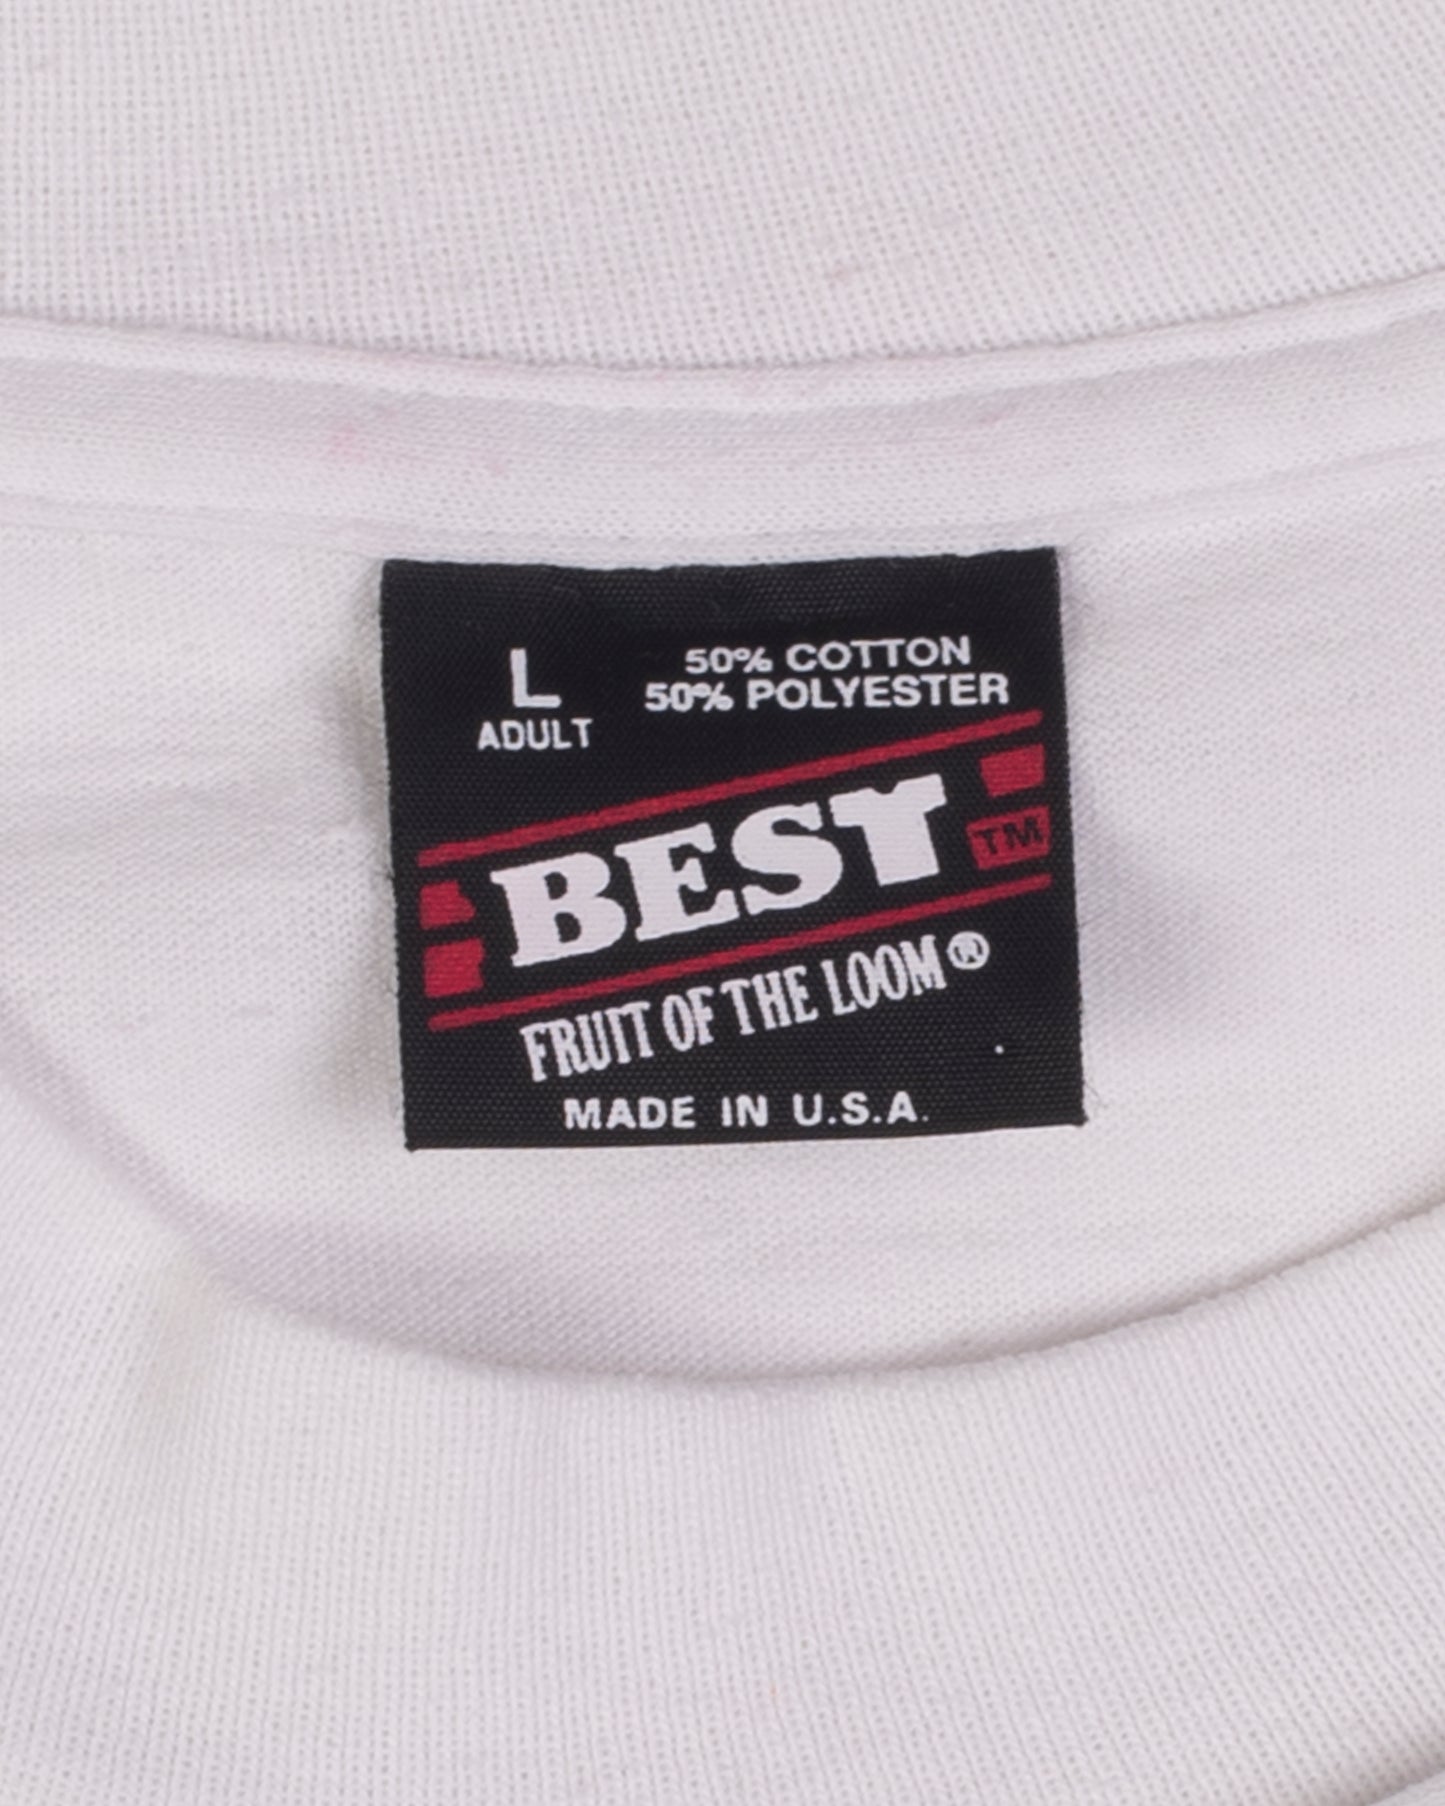 L
ADULT
50% COTTON
50% POLYESTER
BEST
TM
FRUIT OF THE LOOM®
MADE IN U.S.A.